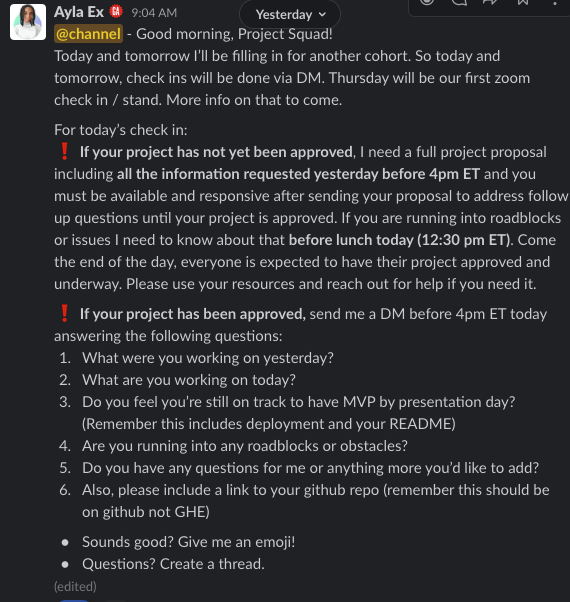 Ayla Ex GA 9:04 AM
Yesterday
@channel - Good morning, Project Squad!
Today and tomorrow I'll be filling in for another cohort. So today and
tomorrow, check ins will be done via DM. Thursday will be our first zoom
check in / stand. More info on that to come.
For today's check in:
❗ If your project has not yet been approved, I need a full project proposal
including all the information requested yesterday before 4pm ET and you
must be available and responsive after sending your proposal to address follow
up questions until your project is approved. If you are running into roadblocks
or issues I need to know about that before lunch today (12:30 pm ET). Come
the end of the day, everyone is expected to have their project approved and
underway. Please use your resources and reach out for help if you need it.
❗ If your project has been approved, send me a DM before 4pm ET today
answering the following questions:
1. What were you working on yesterday?
2. What are you working on today?
3. Do you feel you're still on track to have MVP by presentation day?
(Remember this includes deployment and your README)
4. Are you running into any roadblocks or obstacles?
5. Do you have any questions for me or anything more you'd like to add?
6. Also, please include a link to your github repo (remember this should be
on github not GHE)
• Sounds good? Give me an emoji!
• Questions? Create a thread.
(edited)